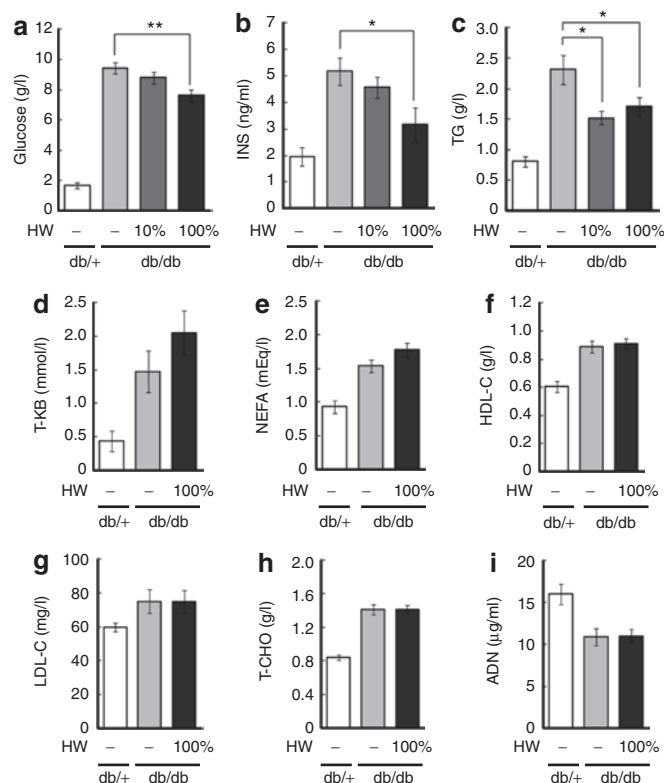 a
Glucose (g/l)
12
10
8
6
4
2
0
**
HW – – 10% 100%
db/+ db/db
b
INS (ng/ml)
7
6
5
4
3
2
1
0
*
– – 10% 100%
db/+ db/db
c
TG (g/l)
3.0
2.5
2.0
1.5
1.0
0.5
0
*
*
– – 10% 100%
db/+ db/db
d
T-KB (mmol/l)
2.5
2.0
1.5
1.0
0.5
0
HW – – 100%
db/+ db/db
e
NEFA (mEq/l)
2.5
2.0
1.5
1.0
0.5
0
HW – – 100%
db/+ db/db
f
HDL-C (g/l)
1.2
1.0
0.8
0.6
0.4
0.2
0
HW – – 100%
db/+ db/db
g
LDL-C (mg/l)
100
80
60
40
20
0
HW – – 100%
db/+ db/db
h
T-CHO (g/l)
2.0
1.6
1.2
0.8
0.4
0
HW – – 100%
db/+ db/db
i
ADN (μg/ml)
20
15
10
5
0
HW – – 100%
db/+ db/db